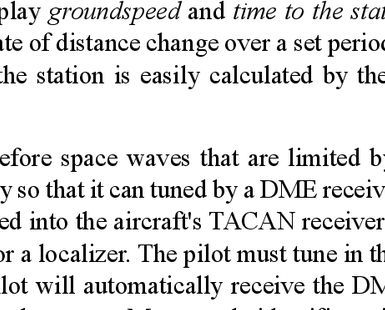 play groundspeed and time to the stat
ate of distance change over a set period
the station is easily calculated by the
efore space waves that are limited by
y so that it can tuned by a DME receiv
ed into the aircraft's TACAN receiver
or a localizer. The pilot must tune in th
lot will automatically receive the DM